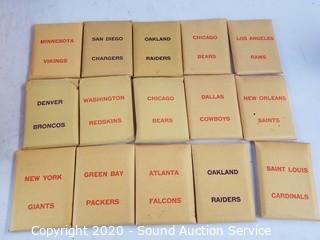 MINNESOTA
VIKINGS
SAN DIEGO
CHARGERS
OAKLAND
RAIDERS
CHICAGO
BEARS
LOS ANGELES
RAMS
DENVER
BRONCOS
WASHINGTON
REDSKINS
CHICAGO
BEARS
DALLAS
COWBOYS
NEW ORLEANS
SAINTS
NEW YORK
GIANTS
GREEN BAY
PACKERS
ATLANTA
FALCONS
OAKLAND
RAIDERS
SAINT LOUIS
CARDINALS
Copyright 2020 - Auction Service